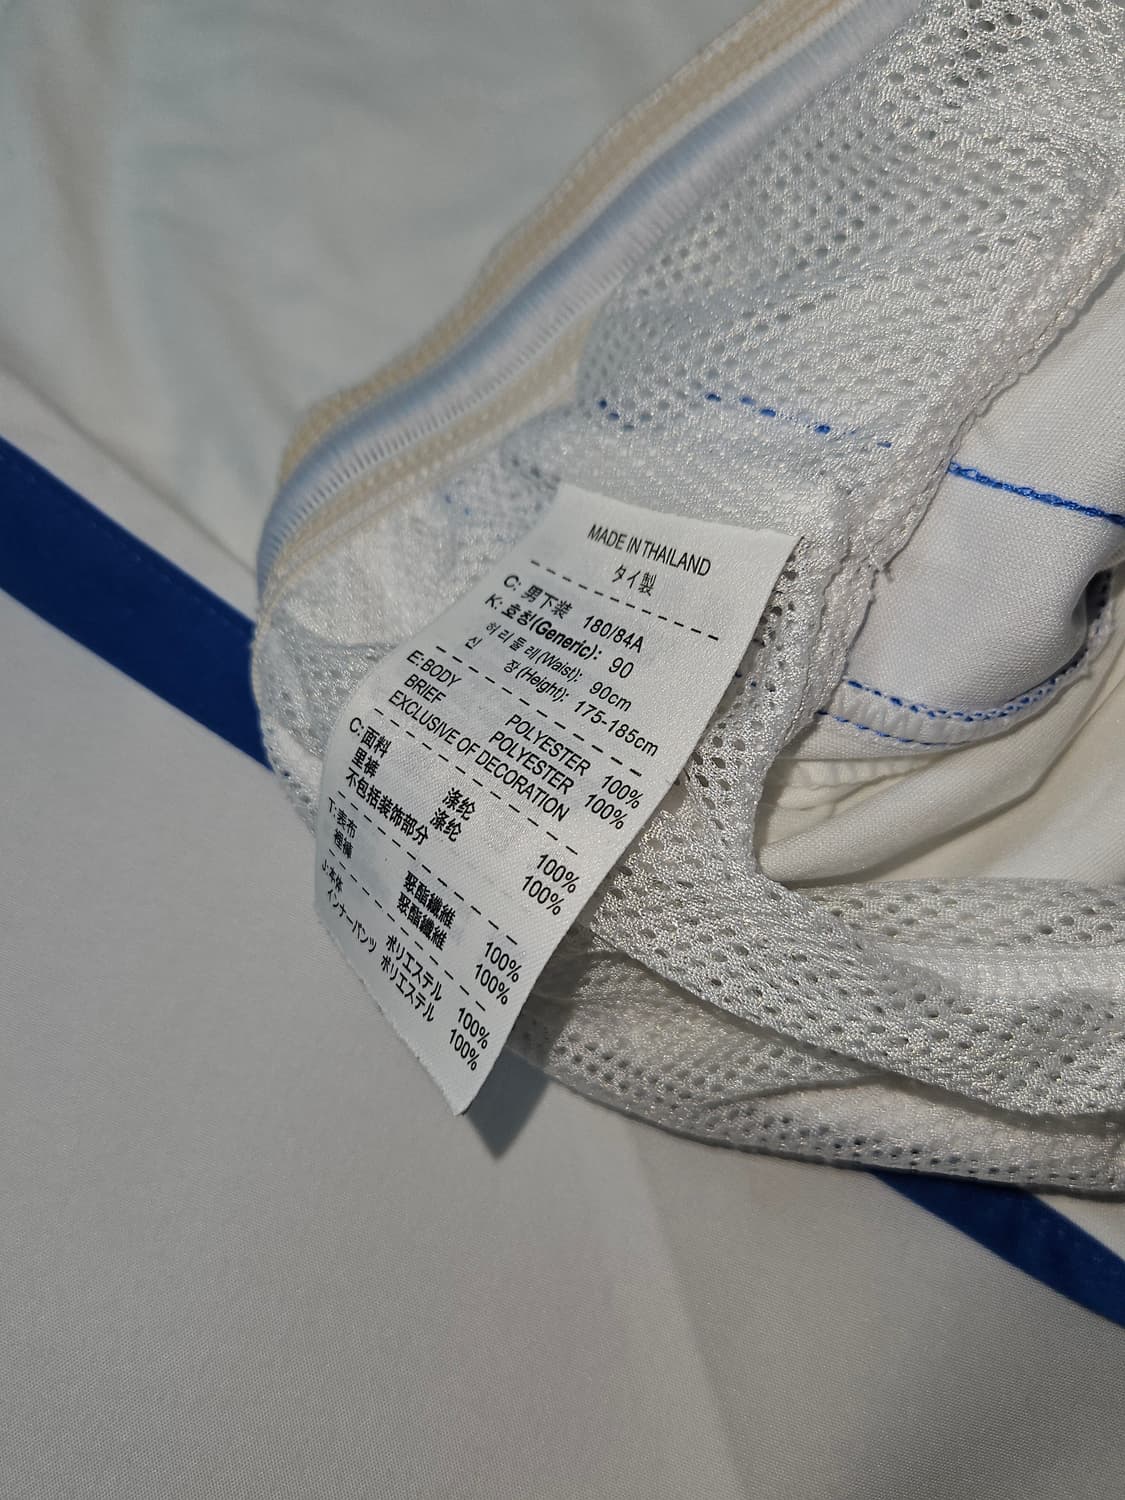 MADE IN THAILAND
タイ製
C: 男下装 180/84A
K: 호칭(Generic): 90
허리둘레(Waist): 90cm
신 장(Height): 175-185cm
E:BODY POLYESTER 100%
BRIEF POLYESTER 100%
EXCLUSIVE OF DECORATION
C:面料 涤纶 100%
里裤 涤纶 100%
不包括装饰部分
T:表布 聚酯纖維 100%
裡褲 聚酯纖維 100%
J:本体 ポリエステル 100%
インナーパンツ ポリエステル 100%